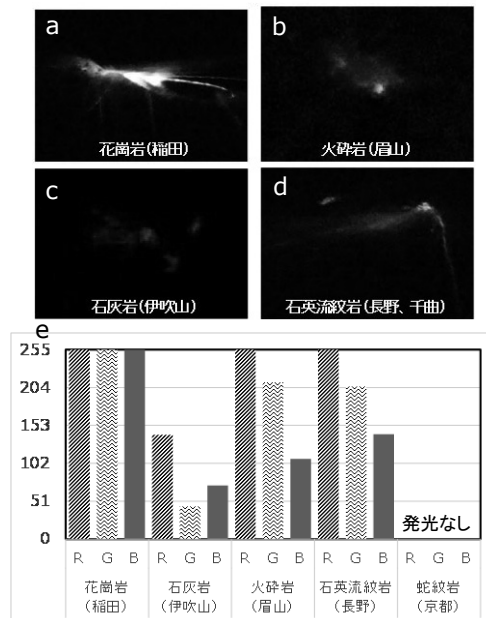 a
b
花崗岩(稲田)
火砕岩(眉山)
c
d
石灰岩(伊吹山)
石英流紋岩(長野、千曲)
e
255
204
153
102
51
0
発光なし
R G B R G B R G B R G B R G B
花崗岩 石灰岩 火砕岩 石英流紋岩 蛇紋岩
(稲田) (伊吹山) (眉山) (長野) (京都)